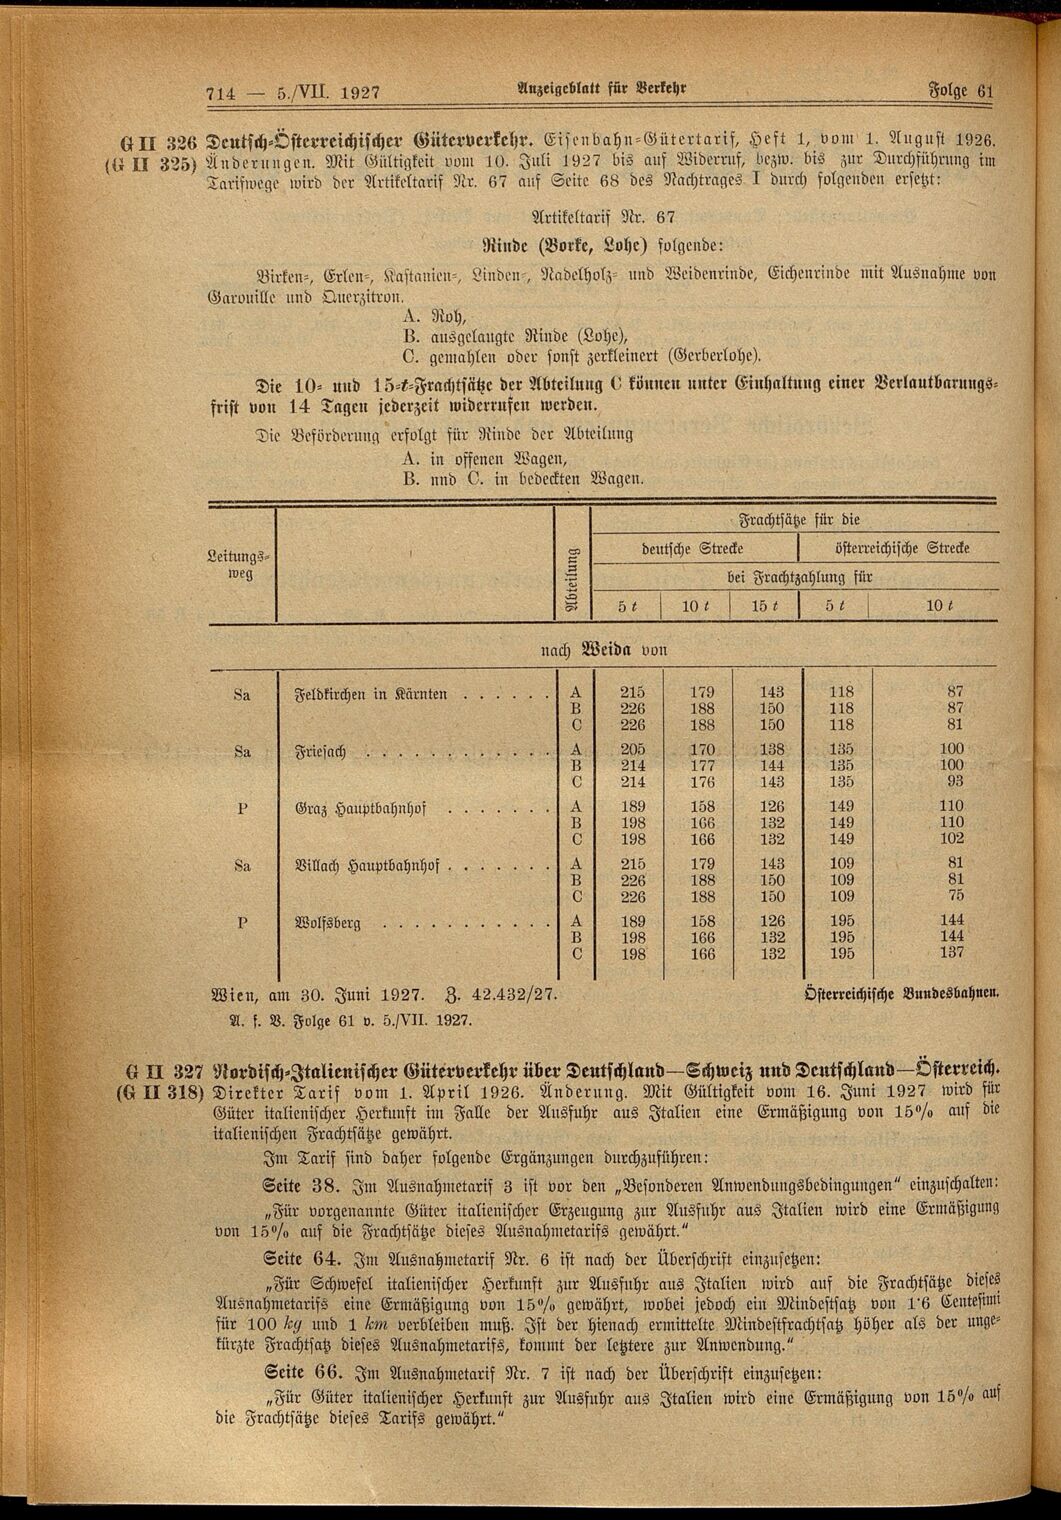 714 — 5./VII. 1927 Anzeigeblatt für Verkehr Folge 61
G II 326 Deutsch-Österreichischer Güterverkehr. Eisenbahn-Gütertarif, Heft 1, vom 1. August 1926.
(G II 325) Änderungen. Mit Gültigkeit vom 10. Juli 1927 bis auf Widerruf, bezw. bis zur Durchführung im
Tarifwege wird der Artikeltarif Nr. 67 auf Seite 68 des Nachtrages I durch folgenden ersetzt:
Artikeltarif Nr. 67
Rinde (Borke, Lohe) folgende:
Birken-, Erlen-, Kastanien-, Linden-, Nadelholz- und Weidenrinde, Eichenrinde mit Ausnahme von
Garouille und Querzitron.
A. Roh,
B. ausgelaugte Rinde (Lohe),
C. gemahlen oder sonst zerkleinert (Gerberlohe).
Die 10- und 15-t-Frachtsätze der Abteilung C können unter Einhaltung einer Verlautbarungs-
frist von 14 Tagen jederzeit widerrufen werden.
Die Beförderung erfolgt für Rinde der Abteilung
A. in offenen Wagen,
B. und C. in bedeckten Wagen.
Leitungs-
weg
Abteilung
Frachtsätze für die
deutsche Strecke österreichische Strecke
bei Frachtzahlung für
5 t 10 t 15 t 5 t 10 t
nach Weida von
Sa Feldkirchen in Kärnten . . . . . . A 215 179 143 118 87
B 226 188 150 118 87
C 226 188 150 118 81
Sa Friesach . . . . . . . . . . . A 205 170 138 135 100
B 214 177 144 135 100
C 214 176 143 135 93
P Graz Hauptbahnhof . . . . . . . A 189 158 126 149 110
B 198 166 132 149 110
C 198 166 132 149 102
Sa Villach Hauptbahnhof . . . . . . . A 215 179 143 109 81
B 226 188 150 109 81
C 226 188 150 109 75
P Wolfsberg . . . . . . . . . . . A 189 158 126 195 144
B 198 166 132 195 144
C 198 166 132 195 137
Wien, am 30. Juni 1927. Z. 42.432/27. Österreichische Bundesbahnen.
A. f. V. Folge 61 v. 5./VII. 1927.
G II 327 Nordisch-Italienischer Güterverkehr über Deutschland—Schweiz und Deutschland—Österreich.
(G II 318) Direkter Tarif vom 1. April 1926. Änderung. Mit Gültigkeit vom 16. Juni 1927 wird für
Güter italienischer Herkunft im Falle der Ausfuhr aus Italien eine Ermäßigung von 15% auf die
italienischen Frachtsätze gewährt.
Im Tarif sind daher folgende Ergänzungen durchzuführen:
Seite 38. Im Ausnahmetarif 3 ist vor den „Besonderen Anwendungsbedingungen" einzuschalten:
„Für vorgenannte Güter italienischer Erzeugung zur Ausfuhr aus Italien wird eine Ermäßigung
von 15% auf die Frachtsätze dieses Ausnahmetarifs gewährt."
Seite 64. Im Ausnahmetarif Nr. 6 ist nach der Überschrift einzusetzen:
„Für Schwefel italienischer Herkunft zur Ausfuhr aus Italien wird auf die Frachtsätze dieses
Ausnahmetarifs eine Ermäßigung von 15% gewährt, wobei jedoch ein Mindestsatz von 1·6 Centesimi
für 100 kg und 1 km verbleiben muß. Ist der hienach ermittelte Mindestfrachtsatz höher als der unge-
kürzte Frachtsatz dieses Ausnahmetarifs, kommt der letztere zur Anwendung."
Seite 66. Im Ausnahmetarif Nr. 7 ist nach der Überschrift einzusetzen:
„Für Güter italienischer Herkunft zur Ausfuhr aus Italien wird eine Ermäßigung von 15% auf
die Frachtsätze dieses Tarifs gewährt."